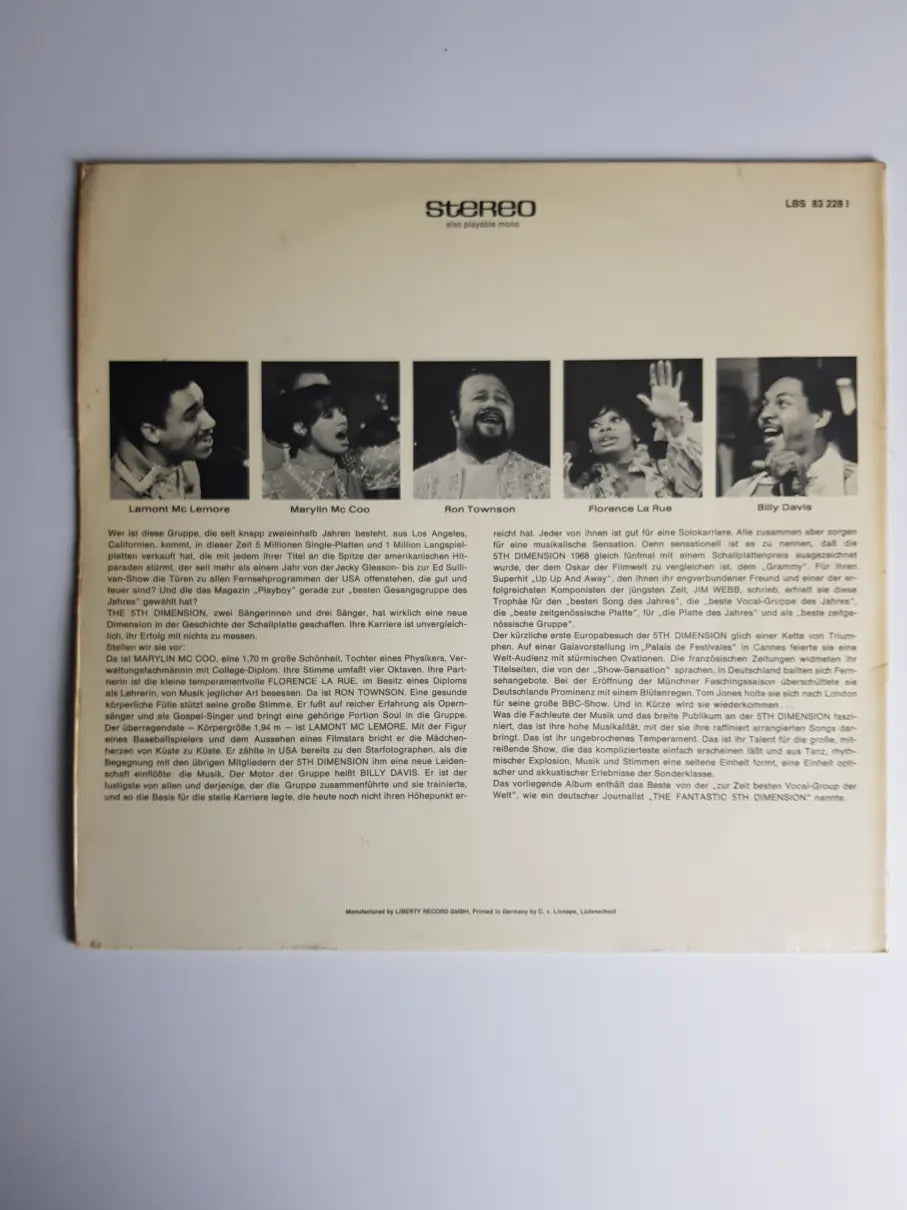 stereo
also playable mono
LBS 83 228 I
Lamont Mc Lemore
Marylin Mc Coo
Ron Townson
Florence La Rue
Billy Davis
Wer ist diese Gruppe, die seit knapp zweieinhalb Jahren besteht, aus Los Angeles,
Californien, kommt, in dieser Zeit 5 Millionen Single-Platten und 1 Million Langspiel-
platten verkauft hat, die mit jedem ihrer Titel an die Spitze der amerikanischen Hit-
paraden stürmt, der seit mehr als einem Jahr von der Jecky Gleason- bis zur Ed Sulli-
van-Show die Türen zu allen Fernsehprogrammen der USA offenstehen, die gut und
teuer sind? Und die das Magazin „Playboy" gerade zur „besten Gesangsgruppe des
Jahres" gewählt hat?
THE 5TH DIMENSION, zwei Sängerinnen und drei Sänger, hat wirklich eine neue
Dimension in der Geschichte der Schallplatte geschaffen. Ihre Karriere ist unvergleich-
lich, ihr Erfolg mit nichts zu messen.
Stellen wir sie vor:
Da ist MARYLIN MC COO, eine 1,70 m große Schönheit, Tochter eines Physikers, Ver-
waltungsfachmännin mit College-Diplom. Ihre Stimme umfaßt vier Oktaven. Ihre Part-
nerin ist die kleine temperamentvolle FLORENCE LA RUE, im Besitz eines Diploms
als Lehrerin, von Musik jeglicher Art besessen. Da ist RON TOWNSON. Eine gesunde
körperliche Fülle stützt seine große Stimme. Er fußt auf reicher Erfahrung als Opern-
sänger und als Gospel-Singer und bringt eine gehörige Portion Soul in die Gruppe.
Der überragendste — Körpergröße 1,94 m — ist LAMONT MC LEMORE. Mit der Figur
eines Baseballspielers und dem Aussehen eines Filmstars bricht er die Mädchen-
herzen von Küste zu Küste. Er zählte in USA bereits zu den Starfotographen, als die
Begegnung mit den übrigen Mitgliedern der 5TH DIMENSION ihm eine neue Leiden-
schaft einflößte: die Musik. Der Motor der Gruppe heißt BILLY DAVIS. Er ist der
lustigste von allen und derjenige, der die Gruppe zusammenführte und sie trainierte,
und so die Basis für die steile Karriere legte, die heute noch nicht ihren Höhepunkt er-
reicht hat. Jeder von ihnen ist gut für eine Solokarriere. Alle zusammen aber sorgen
für eine musikalische Sensation. Denn sensationell ist es zu nennen, daß die
5TH DIMENSION 1968 gleich fünfmal mit einem Schallplattenpreis ausgezeichnet
wurde, der dem Oskar der Filmwelt zu vergleichen ist, dem „Grammy". Für ihren
Superhit „Up Up And Away", den ihnen ihr engverbundener Freund und einer der er-
folgreichsten Komponisten der jüngsten Zeit, JIM WEBB, schrieb, erhielt sie diese
Trophäe für den „besten Song des Jahres", die „beste Vocal-Gruppe des Jahres",
die „beste zeitgenössische Platte", für „die Platte des Jahres" und als „beste zeitge-
nössische Gruppe".
Der kürzliche erste Europabesuch der 5TH DIMENSION glich einer Kette von Trium-
phen. Auf einer Galavorstellung im „Palais de Festivales" in Cannes feierte sie eine
Welt-Audienz mit stürmischen Ovationen. Die französischen Zeitungen widmeten ihr
Titelseiten, die von der „Show-Sensation" sprachen. In Deutschland ballten sich Fern-
sehangebote. Bei der Eröffnung der Münchner Faschingssaison überschüttete sie
Deutschlands Prominenz mit einem Blütenregen. Tom Jones holte sie sich nach London
für seine große BBC-Show. Und in Kürze wird sie wiederkommen . . .
Was die Fachleute der Musik und das breite Publikum an der 5TH DIMENSION faszi-
niert, das ist ihre hohe Musikalität, mit der sie ihre raffiniert arrangierten Songs dar-
bringt. Das ist ihr ungebrochenes Temperament. Das ist ihr Talent für die große, mit-
reißende Show, die das komplizierteste einfach erscheinen läßt und aus Tanz, rhyth-
mischer Explosion, Musik und Stimmen eine seltene Einheit formt, eine Einheit opti-
scher und akkustischer Erlebnisse der Sonderklasse.
Das vorliegende Album enthält das Beste von der „zur Zeit besten Vocal-Group der
Welt", wie ein deutscher Journalist „THE FANTASTIC 5TH DIMENSION" nannte.
Manufactured by LIBERTY RECORD GMBH, Printed in Germany by C. v. Linnepe, Lüdenscheid